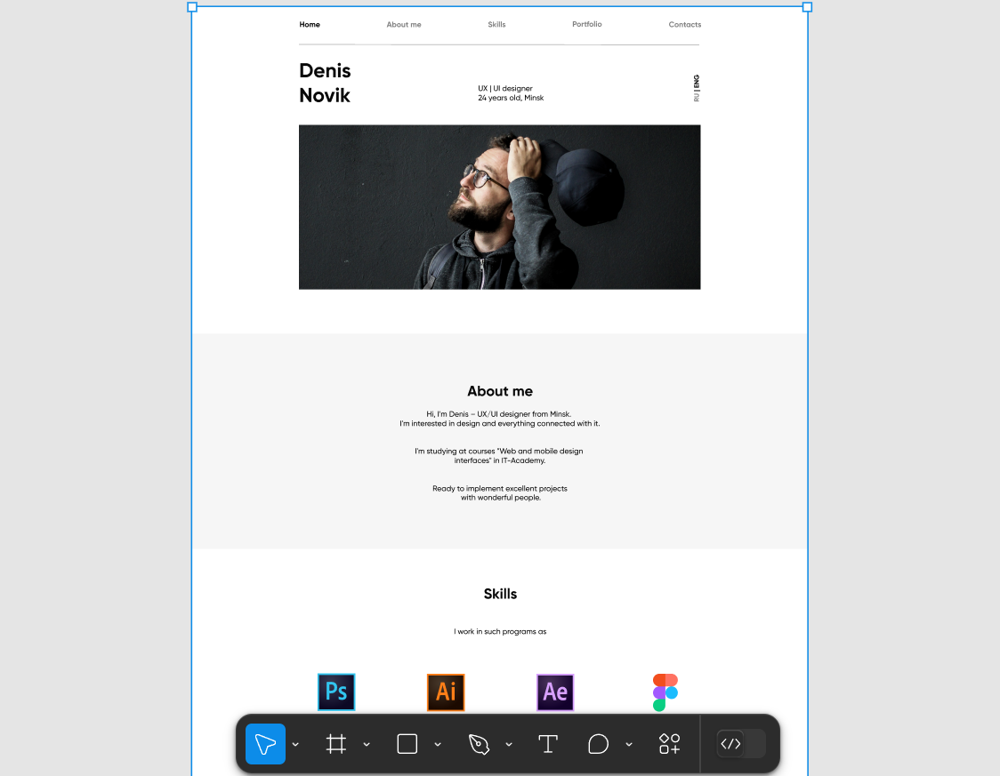 Home
About me
Skills
Portfolio
Contacts
Denis
Novik
UX | UI designer
24 years old, Minsk
RU | ENG
About me
Hi, I'm Denis – UX/UI designer from Minsk.
I'm interested in design and everything connected with it.
I'm studying at courses "Web and mobile design
interfaces" in IT-Academy.
Ready to implement excellent projects
with wonderful people.
Skills
I work in such programs as
Ps
Ai
Ae